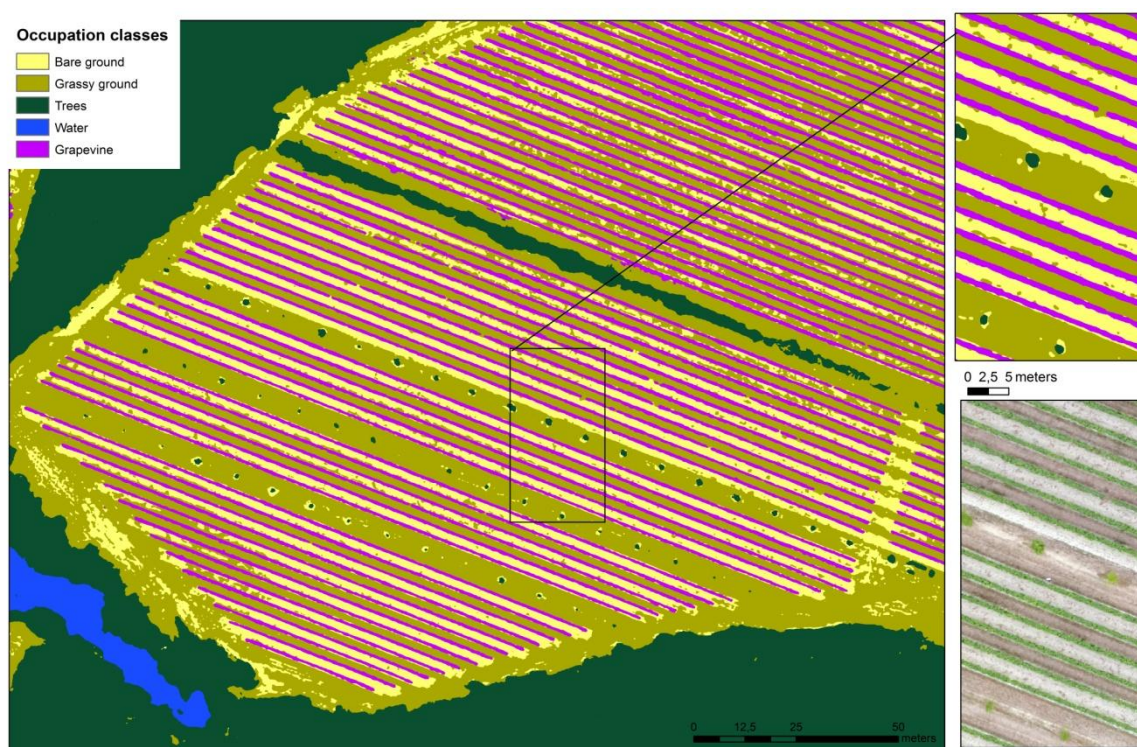 Occupation classes
Bare ground
Grassy ground
Trees
Water
Grapevine
0 2,5 5 meters
0 12,5 25 50
meters